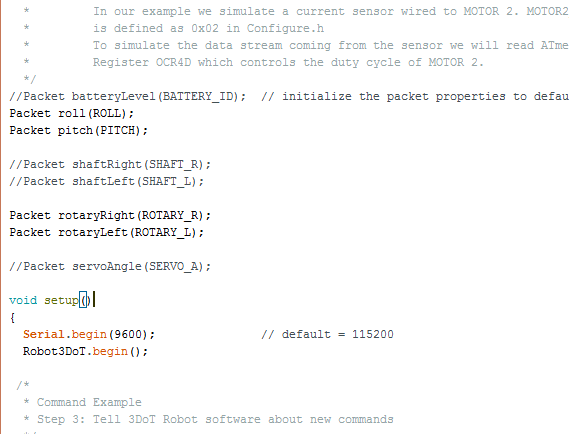 *         In our example we simulate a current sensor wired to MOTOR 2. MOTOR2
*         is defined as 0x02 in Configure.h
*         To simulate the data stream coming from the sensor we will read ATme
*         Register OCR4D which controls the duty cycle of MOTOR 2.
*/
//Packet batteryLevel(BATTERY_ID);  // initialize the packet properties to defau
Packet roll(ROLL);
Packet pitch(PITCH);
//Packet shaftRight(SHAFT_R);
//Packet shaftLeft(SHAFT_L);
Packet rotaryRight(ROTARY_R);
Packet rotaryLeft(ROTARY_L);
//Packet servoAngle(SERVO_A);
void setup()
{
  Serial.begin(9600);               // default = 115200
  Robot3DoT.begin();
 /*
  * Command Example
  * Step 3: Tell 3DoT Robot software about new commands